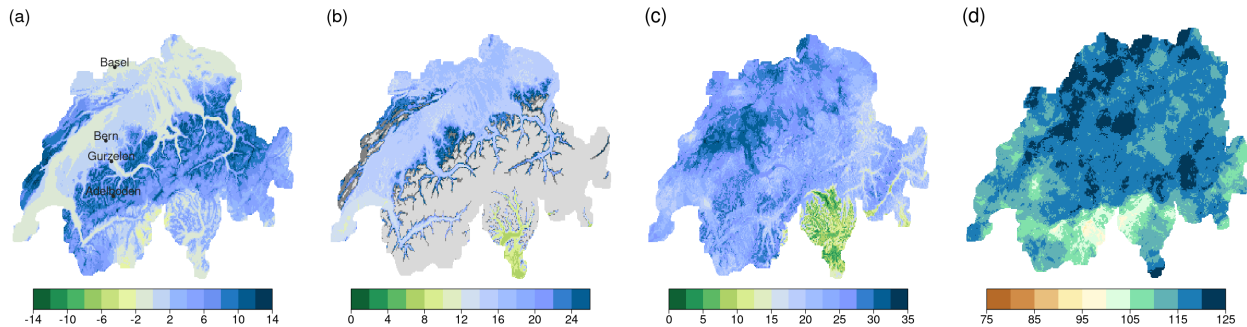 (a)
(b)
(c)
(d)
Basel
Bern
Gurzelen
Adelboden
-14 -10 -6 -2 2 6 10 14
0 4 8 12 16 20 24
0 5 10 15 20 25 30 35
75 85 95 105 115 125